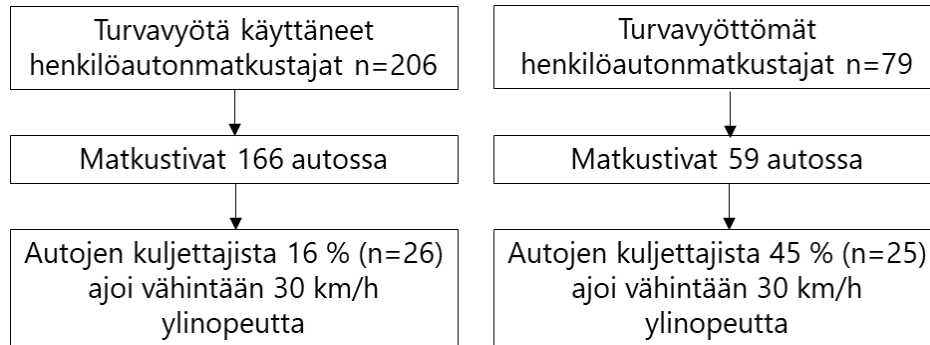 Turvavyötä käyttäneet
henkilöautonmatkustajat n=206
Matkustivat 166 autossa
Autojen kuljettajista 16 % (n=26)
ajoi vähintään 30 km/h
ylinopeutta
Turvavyöttömät
henkilöautonmatkustajat n=79
Matkustivat 59 autossa
Autojen kuljettajista 45 % (n=25)
ajoi vähintään 30 km/h
ylinopeutta